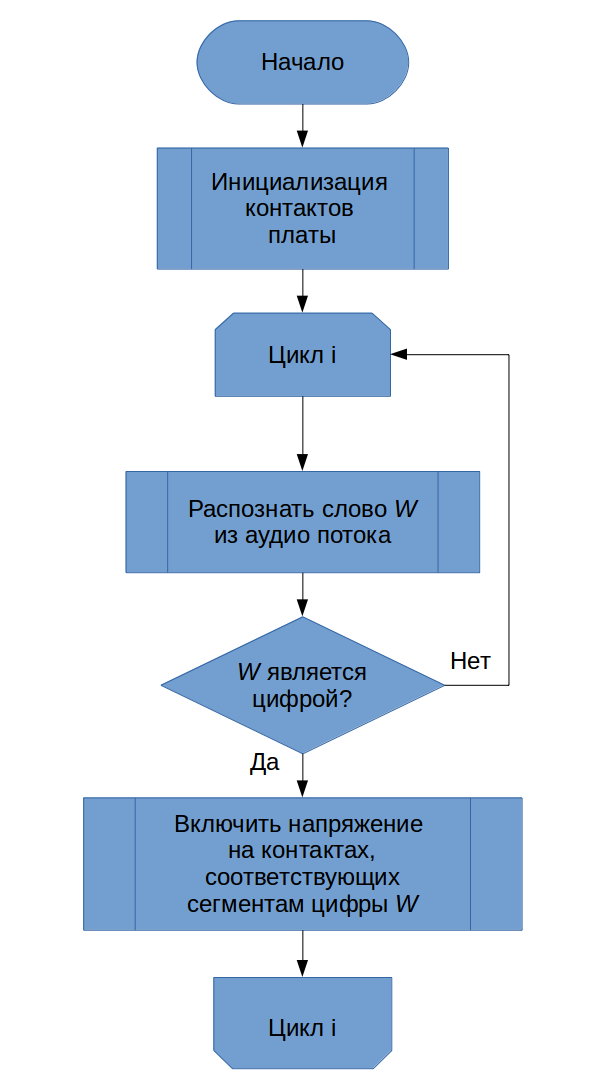 Начало
Инициализация
контактов
платы
Цикл i
Распознать слово W
из аудио потока
W является
цифрой?
Нет
Да
Включить напряжение
на контактах,
соответствующих
сегментам цифры W
Цикл i